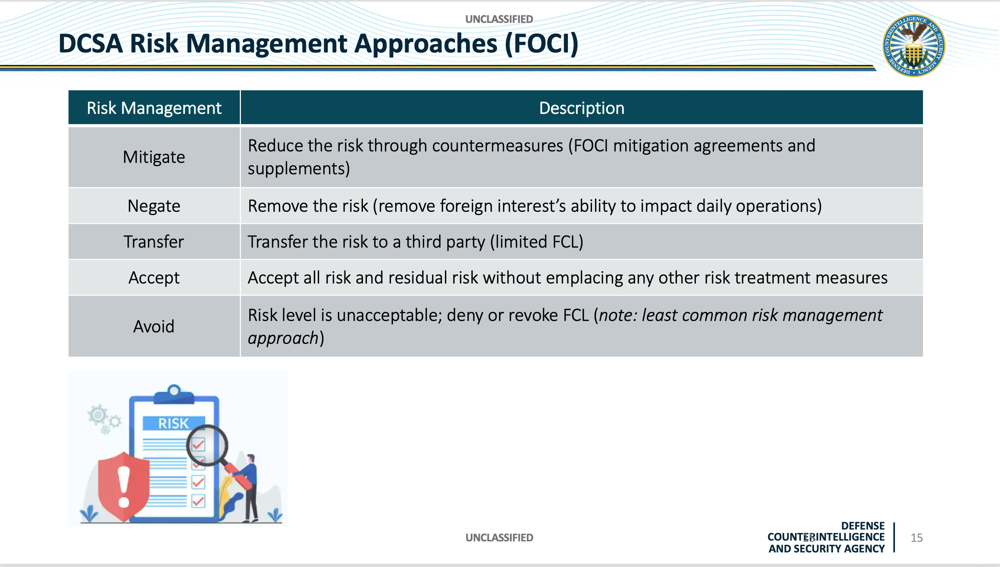 UNCLASSIFIED
DCSA Risk Management Approaches (FOCI)
DEFENSE COUNTERINTELLIGENCE AND SECURITY AGENCY
Risk Management
Description
Mitigate
Reduce the risk through countermeasures (FOCI mitigation agreements and
supplements)
Negate
Remove the risk (remove foreign interest’s ability to impact daily operations)
Transfer
Transfer the risk to a third party (limited FCL)
Accept
Accept all risk and residual risk without emplacing any other risk treatment measures
Avoid
Risk level is unacceptable; deny or revoke FCL (note: least common risk management
approach)
RISK
UNCLASSIFIED
DEFENSE
COUNTERINTELLIGENCE
AND SECURITY AGENCY
15
15